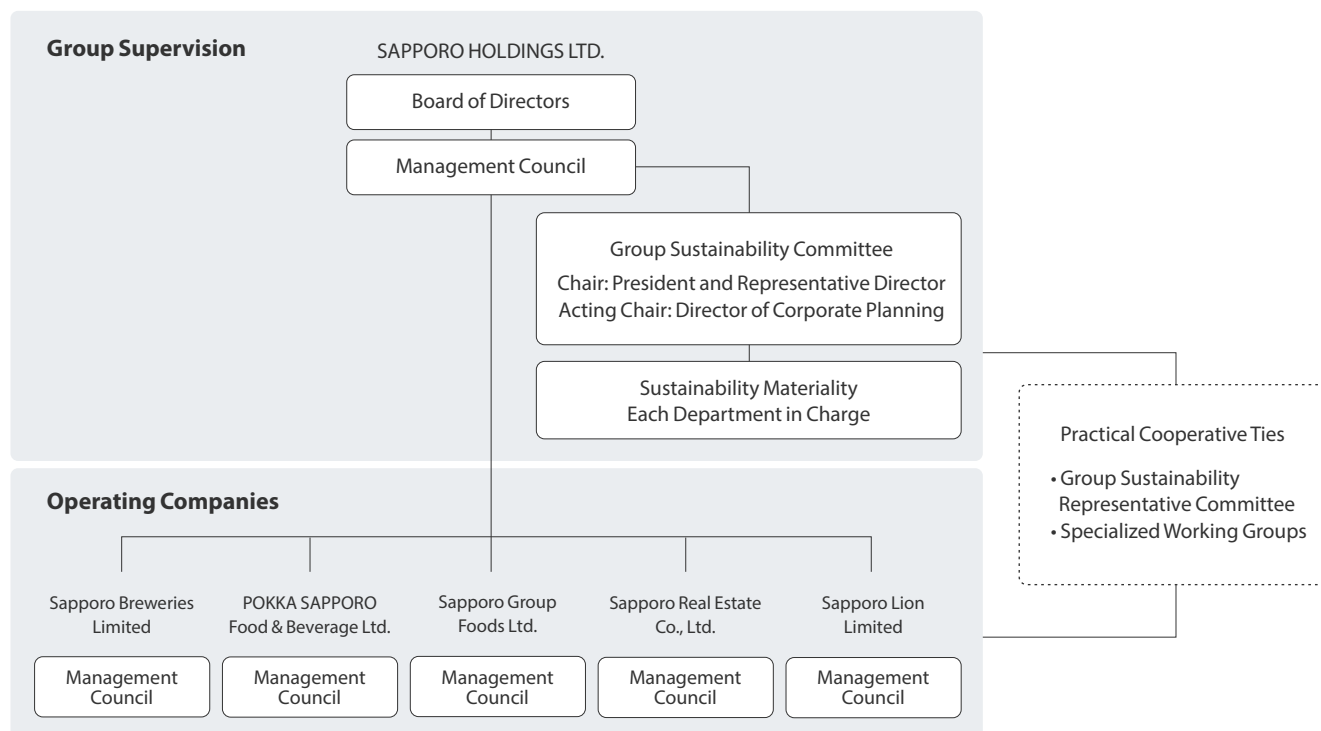 Group Supervision
SAPPORO HOLDINGS LTD.
Board of Directors
Management Council
Group Sustainability Committee
Chair: President and Representative Director
Acting Chair: Director of Corporate Planning
Sustainability Materiality
Each Department in Charge
Practical Cooperative Ties
• Group Sustainability
Representative Committee
• Specialized Working Groups
Operating Companies
Sapporo Breweries
Limited
POKKA SAPPORO
Food & Beverage Ltd.
Sapporo Group
Foods Ltd.
Sapporo Real Estate
Co., Ltd.
Sapporo Lion
Limited
Management
Council
Management
Council
Management
Council
Management
Council
Management
Council